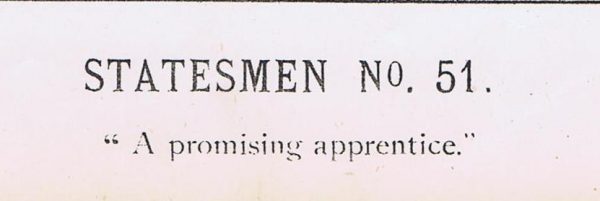 STATESMEN NO. 51.
“ A promising apprentice.”